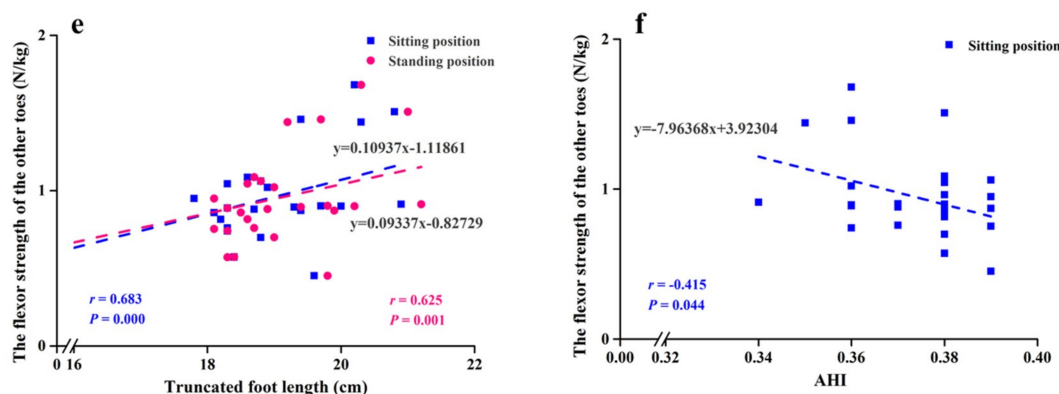 e
The flexor strength of the other toes (N/kg)
2
1
0
Sitting position
Standing position
y=0.10937x-1.11861
y=0.09337x-0.82729
r = 0.683
P = 0.000
r = 0.625
P = 0.001
0 16 18 20 22
Truncated foot length (cm)
f
The flexor strength of the other toes (N/kg)
2
1
0
Sitting position
y=-7.96368x+3.92304
r = -0.415
P = 0.044
0.00 0.32 0.34 0.36 0.38 0.40
AHI